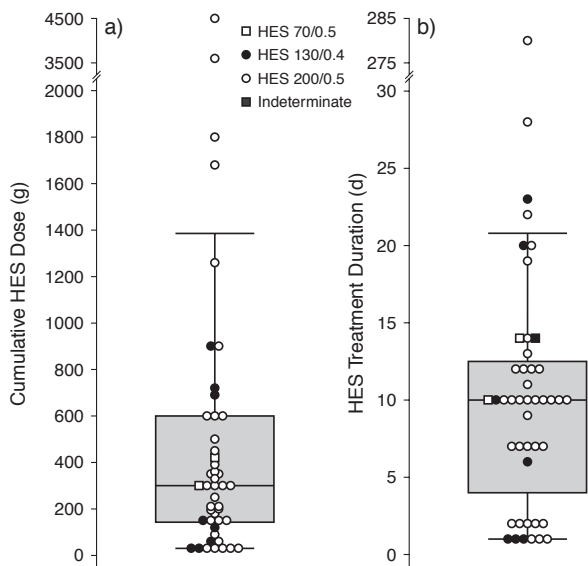 a)
HES 70/0.5
HES 130/0.4
HES 200/0.5
Indeterminate
Cumulative HES Dose (g)
4500
3500
2000
1800
1600
1400
1200
1000
800
600
400
200
0
b)
HES Treatment Duration (d)
285
275
30
25
20
15
10
5
0